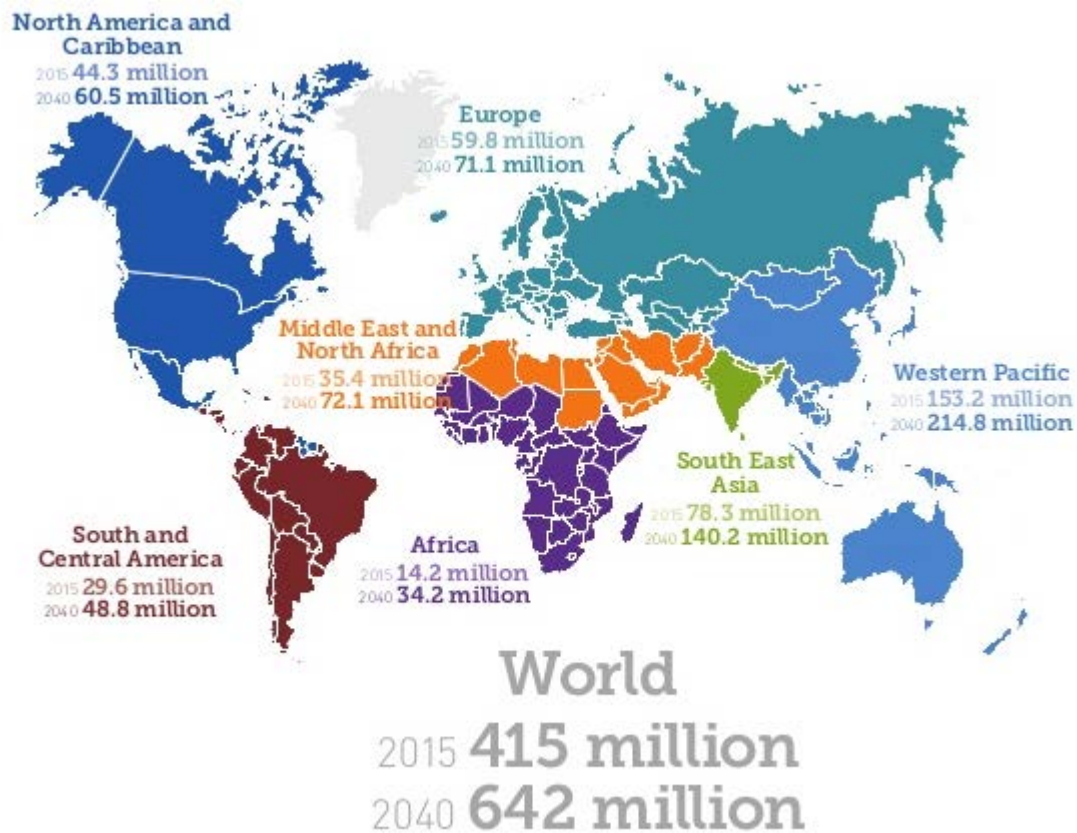 North America and
Caribbean
2015 44.3 million
2040 60.5 million
Europe
2015 59.8 million
2040 71.1 million
Middle East and
North Africa
2015 35.4 million
2040 72.1 million
Western Pacific
2015 153.2 million
2040 214.8 million
South East
Asia
2015 78.3 million
2040 140.2 million
South and
Central America
2015 29.6 million
2040 48.8 million
Africa
2015 14.2 million
2040 34.2 million
World
2015 415 million
2040 642 million